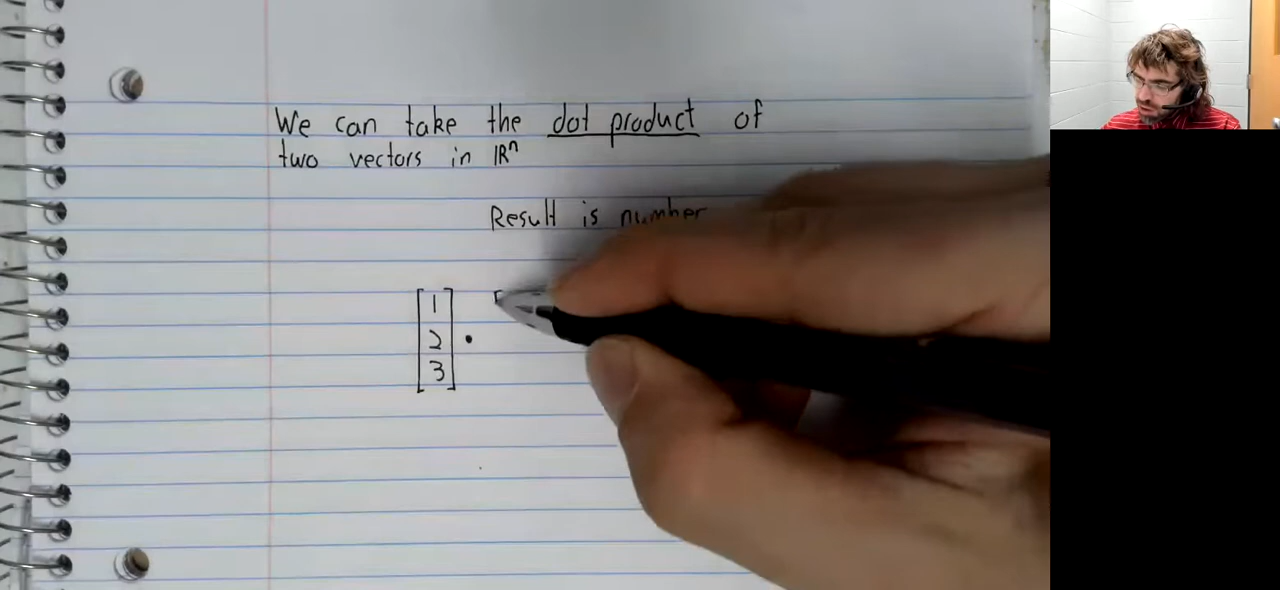 We can take the dot product of
two vectors in ℝⁿ
Result is number
[1
2 •
3]